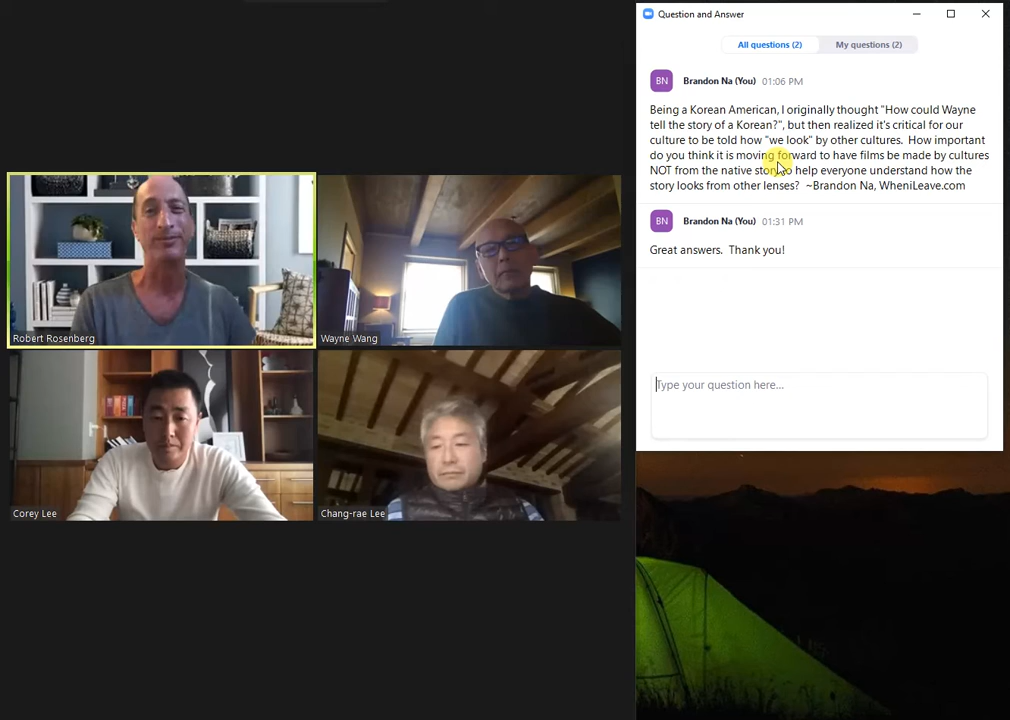 Question and Answer
All questions (2)
My questions (2)
BN
Brandon Na (You) 01:06 PM
Being a Korean American, I originally thought "How could Wayne
tell the story of a Korean?", but then realized it's critical for our
culture to be told how "we look" by other cultures.  How important
do you think it is moving forward to have films be made by cultures
NOT from the native story to help everyone understand how the
story looks from other lenses?  ~Brandon Na, WheniLeave.com
BN
Brandon Na (You) 01:31 PM
Great answers.  Thank you!
Type your question here...
Robert Rosenberg
Wayne Wang
Corey Lee
Chang-rae Lee